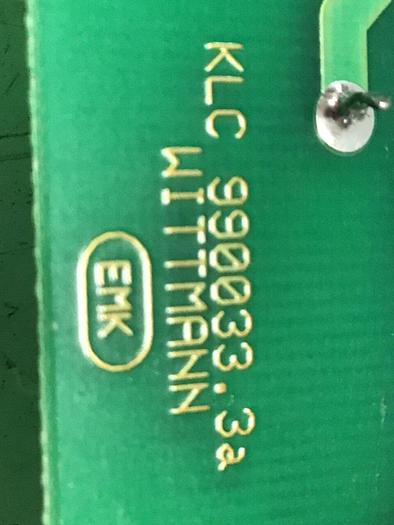 KLC 990033.3a
WITTMANN
EMK